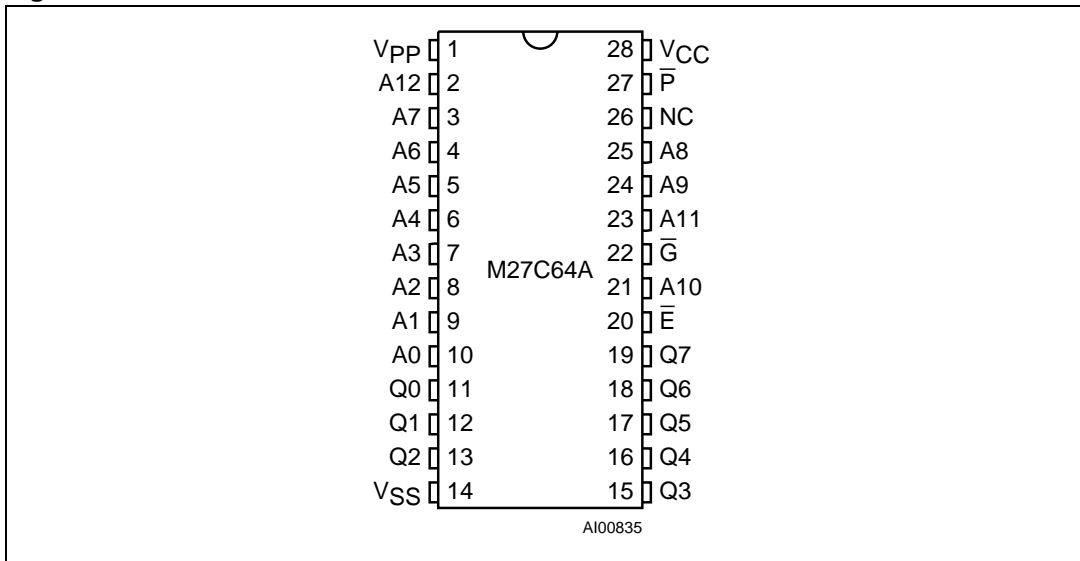 VPP 1 28 VCC
A12 2 27 P̅
A7 3 26 NC
A6 4 25 A8
A5 5 24 A9
A4 6 23 A11
A3 7 22 G̅
M27C64A
A2 8 21 A10
A1 9 20 E̅
A0 10 19 Q7
Q0 11 18 Q6
Q1 12 17 Q5
Q2 13 16 Q4
VSS 14 15 Q3
AI00835